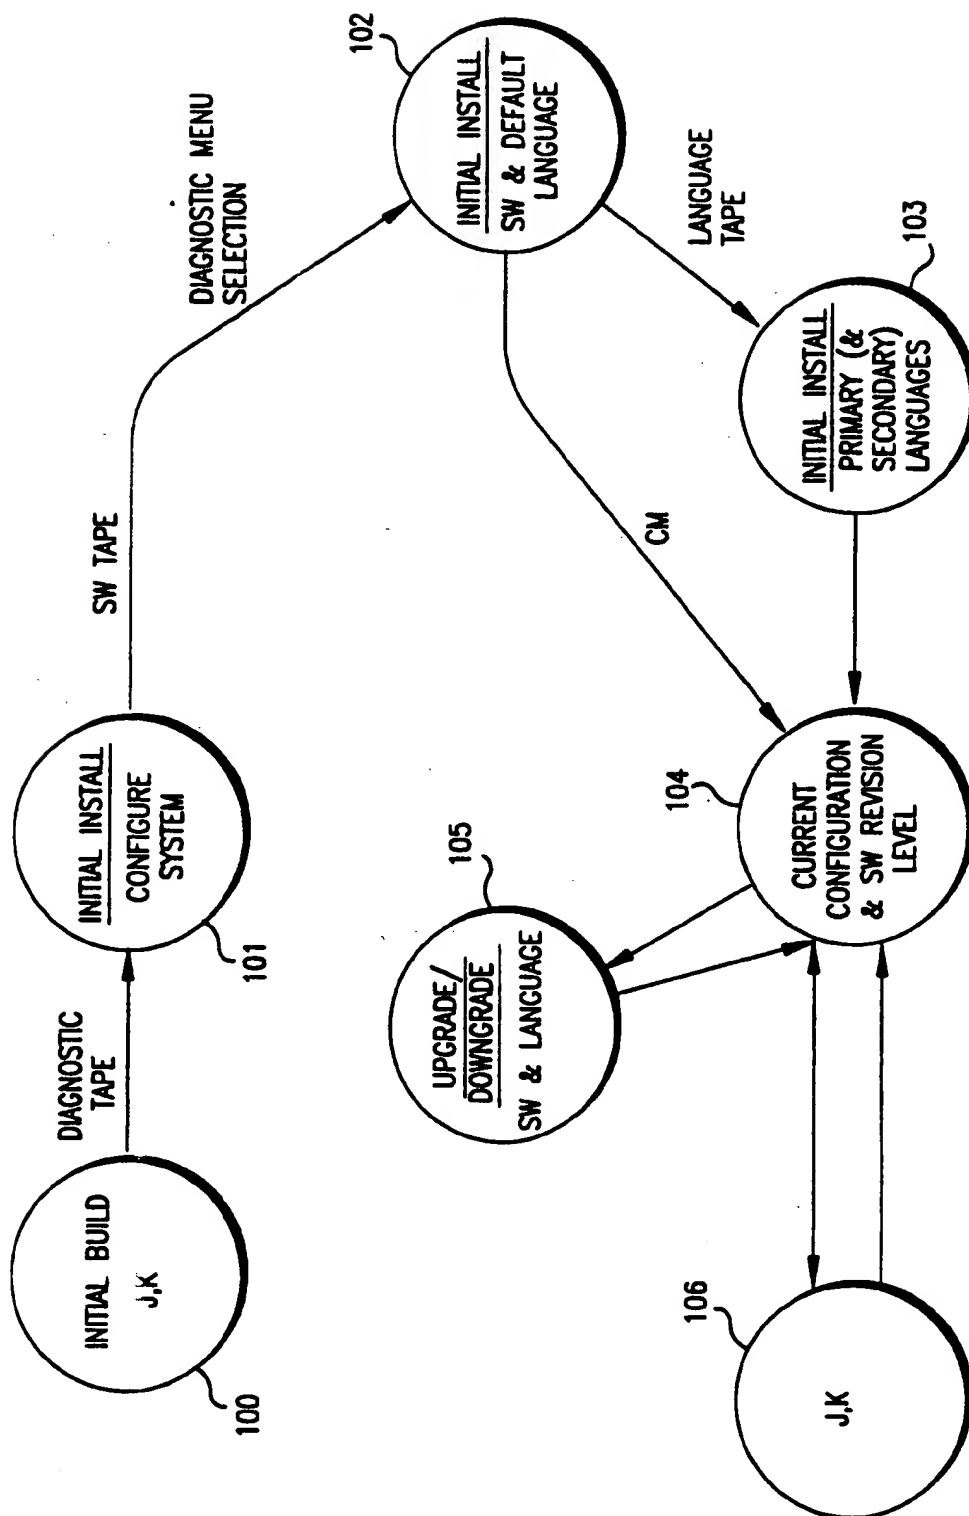 INITIAL BUILD
J,K
100
DIAGNOSTIC
TAPE
INITIAL INSTALL
CONFIGURE
SYSTEM
101
SW TAPE
DIAGNOSTIC MENU
SELECTION
INITIAL INSTALL
SW & DEFAULT
LANGUAGE
102
LANGUAGE
TAPE
CM
INITIAL INSTALL
PRIMARY (&
SECONDARY)
LANGUAGES
103
CURRENT
CONFIGURATION
& SW REVISION
LEVEL
104
UPGRADE/
DOWNGRADE
SW & LANGUAGE
105
J,K
106